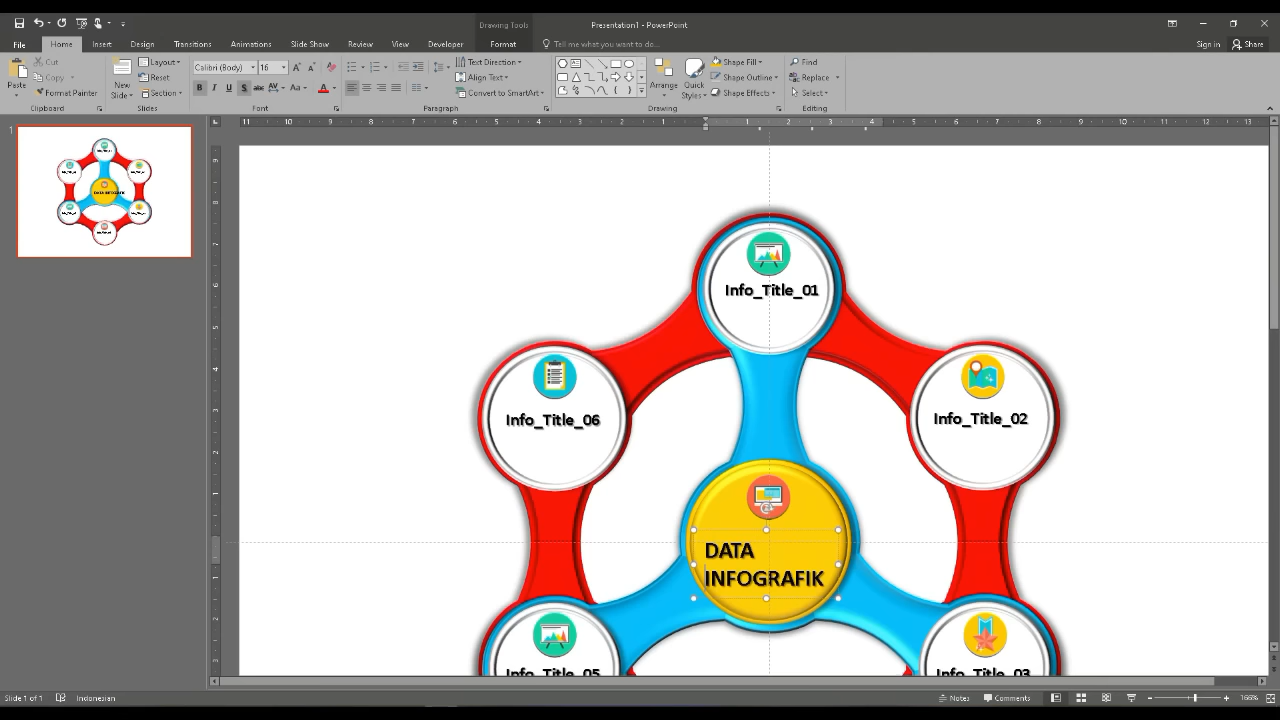 Drawing Tools
Presentation1 - PowerPoint
File
Home
Insert
Design
Transitions
Animations
Slide Show
Review
View
Developer
Format
Tell me what you want to do...
Sign in
Share
Paste
Cut
Copy
Format Painter
Clipboard
New
Slide
Layout
Reset
Section
Slides
Calibri (Body)
16
Font
Text Direction
Align Text
Convert to SmartArt
Paragraph
Arrange
Quick
Styles
Shape Fill
Shape Outline
Shape Effects
Drawing
Find
Replace
Select
Editing
1
Info_Title_01
Info_Title_06
Info_Title_02
DATA
INFOGRAFIK
Info_Title_05
Info_Title_03
Slide 1 of 1
Indonesian
Notes
Comments
166%